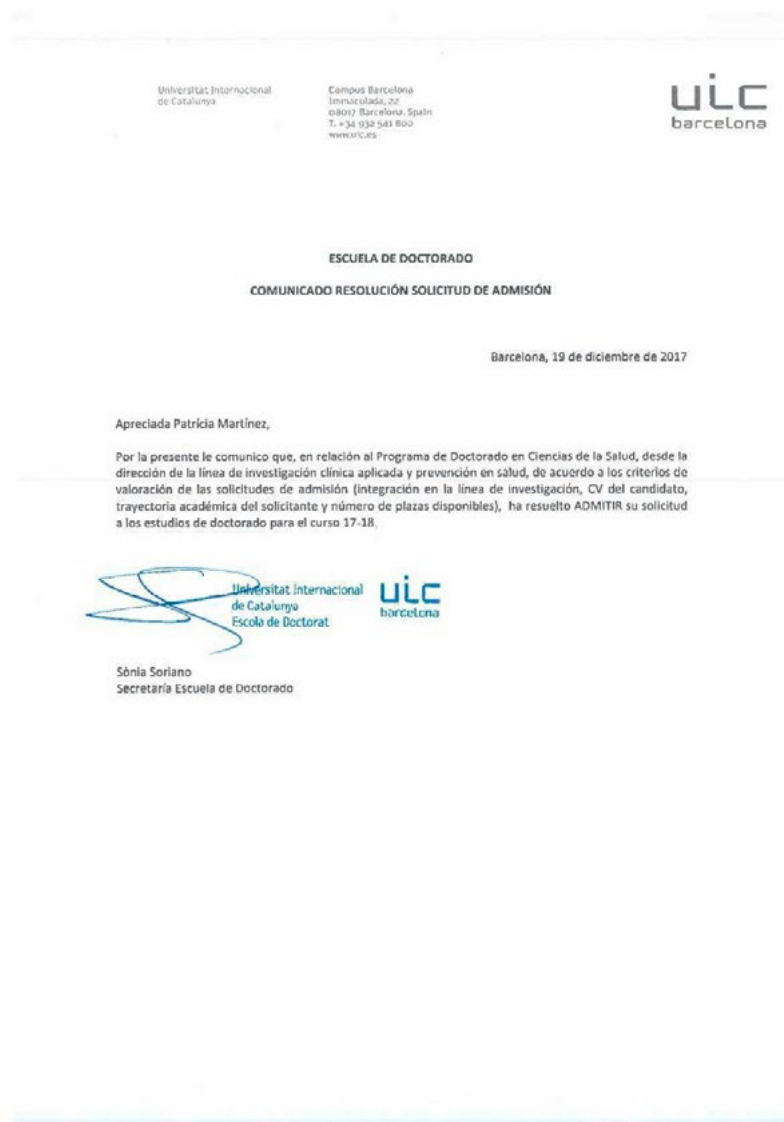 Universitat Internacional
de Catalunya
Campus Barcelona
Immaculada, 22
08017 Barcelona. Spain
T. +34 932 541 800
www.uic.es
uic
barcelona
ESCUELA DE DOCTORADO
COMUNICADO RESOLUCIÓN SOLICITUD DE ADMISIÓN
Barcelona, 19 de diciembre de 2017
Apreciada Patrícia Martínez,
Por la presente le comunico que, en relación al Programa de Doctorado en Ciencias de la Salud, desde la
dirección de la línea de investigación clínica aplicada y prevención en salud, de acuerdo a los criterios de
valoración de las solicitudes de admisión (integración en la línea de investigación, CV del candidato,
trayectoria académica del solicitante y número de plazas disponibles), ha resuelto ADMITIR su solicitud
a los estudios de doctorado para el curso 17-18.
Universitat Internacional
de Catalunya
Escola de Doctorat
uic
barcelona
Sònia Soriano
Secretaría Escuela de Doctorado